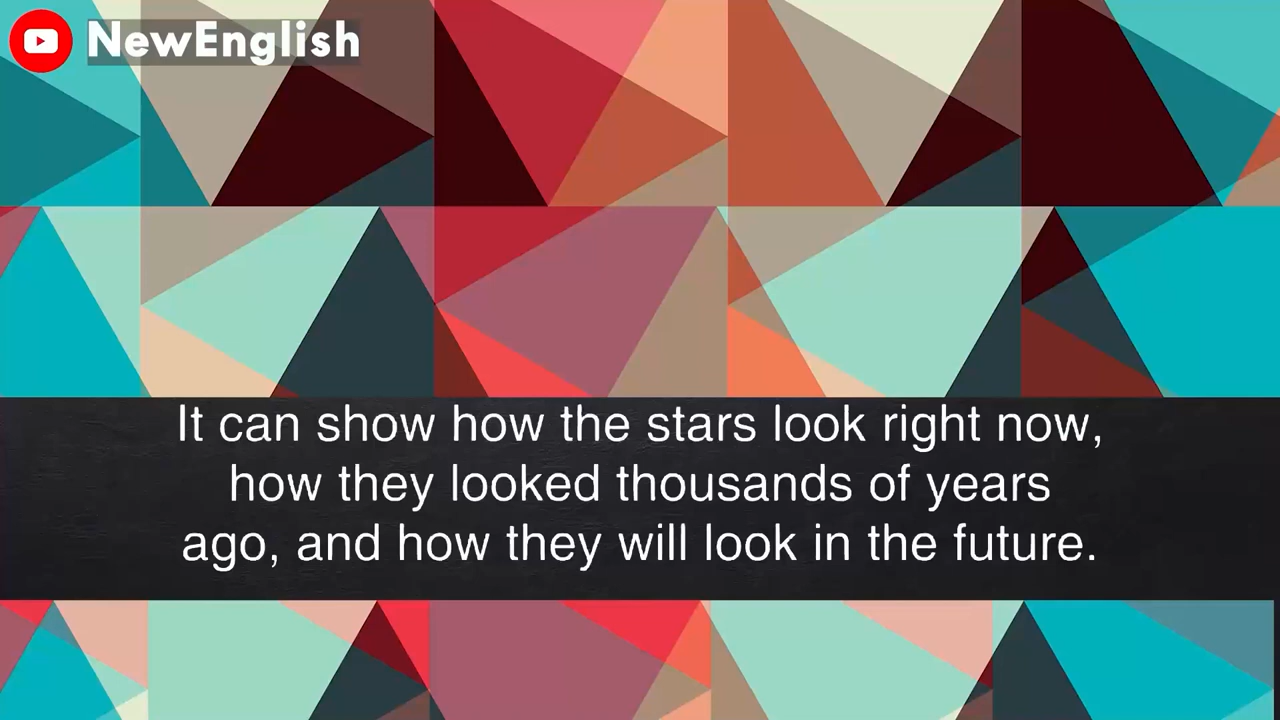 NewEnglish
It can show how the stars look right now,
how they looked thousands of years
ago, and how they will look in the future.